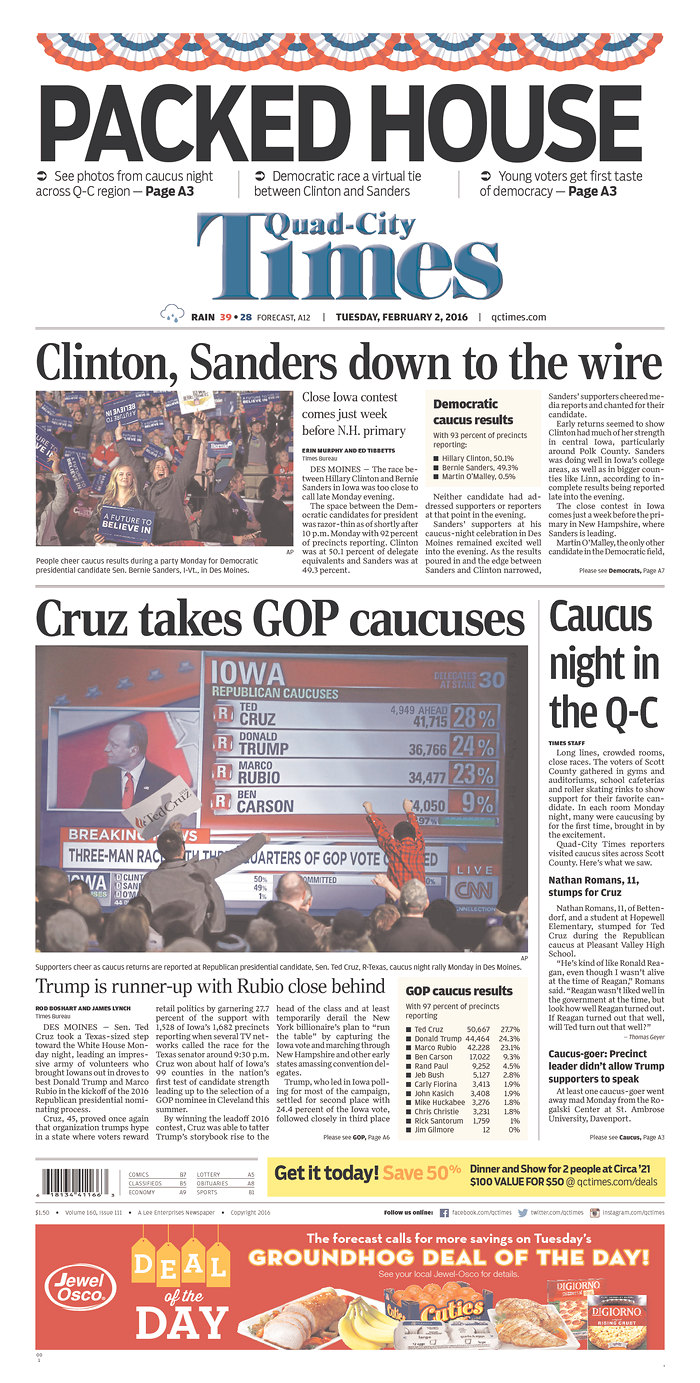 PACKED HOUSE
➲ See photos from caucus night
across Q-C region — Page A3
➲ Democratic race a virtual tie
between Clinton and Sanders
➲ Young voters get first taste
of democracy — Page A3
Quad-City
Times
RAIN 39 • 28 FORECAST, A12 | TUESDAY, FEBRUARY 2, 2016 | qctimes.com
Clinton, Sanders down to the wire
A FUTURE TO
BELIEVE IN
AP
People cheer caucus results during a party Monday for Democratic
presidential candidate Sen. Bernie Sanders, I-Vt., in Des Moines.
Close Iowa contest
comes just week
before N.H. primary
ERIN MURPHY AND ED TIBBETTS
Times Bureau
DES MOINES — The race be-
tween Hillary Clinton and Bernie
Sanders in Iowa was too close to
call late Monday evening.
The space between the Dem-
ocratic candidates for president
was razor-thin as of shortly after
10 p.m. Monday with 92 percent
of precincts reporting. Clinton
was at 50.1 percent of delegate
equivalents and Sanders was at
49.3 percent.
Democratic
caucus results
With 93 percent of precincts
reporting:
■ Hillary Clinton, 50.1%
■ Bernie Sanders, 49.3%
■ Martin O'Malley, 0.5%
Neither candidate had ad-
dressed supporters or reporters
at that point in the evening.
Sanders' supporters at his
caucus-night celebration in Des
Moines remained excited well
into the evening. As the results
poured in and the edge between
Sanders and Clinton narrowed,
Sanders' supporters cheered me-
dia reports and chanted for their
candidate.
Early returns seemed to show
Clinton had much of her strength
in central Iowa, particularly
around Polk County. Sanders
was doing well in Iowa's college
areas, as well as in bigger coun-
ties like Linn, according to in-
complete results being reported
late into the evening.
The close contest in Iowa
comes just a week before the pri-
mary in New Hampshire, where
Sanders is leading.
Martin O'Malley, the only other
candidate in the Democratic field,
Please see Democrats, Page A7
Cruz takes GOP caucuses
IOWA
REPUBLICAN CAUCUSES
DELEGATES
AT STAKE 30
R TED CRUZ 4,949 AHEAD 41,715 28%
R DONALD TRUMP 36,766 24%
R MARCO RUBIO 34,477 23%
R BEN CARSON 4,050 9%
97%
TedCruz
BREAKING NEWS
THREE-MAN RAC WITH THR QUARTERS OF GOP VOTE C ED
LIVE
CNN
AP
Supporters cheer as caucus returns are reported at Republican presidential candidate, Sen. Ted Cruz, R-Texas, caucus night rally Monday in Des Moines.
Trump is runner-up with Rubio close behind
ROD BOSHART AND JAMES LYNCH
Times Bureau
DES MOINES — Sen. Ted
Cruz took a Texas-sized step
toward the White House Mon-
day night, leading an impres-
sive army of volunteers who
brought Iowans out in droves to
best Donald Trump and Marco
Rubio in the kickoff of the 2016
Republican presidential nomi-
nating process.
Cruz, 45, proved once again
that organization trumps hype
in a state where voters reward
retail politics by garnering 27.7
percent of the support with
1,528 of Iowa's 1,682 precincts
reporting when several TV net-
works called the race for the
Texas senator around 9:30 p.m.
Cruz won about half of Iowa's
99 counties in the nation's
first test of candidate strength
leading up to the selection of a
GOP nominee in Cleveland this
summer.
By winning the leadoff 2016
contest, Cruz was able to tatter
Trump's storybook rise to the
head of the class and at least
temporarily derail the New
York billionaire's plan to "run
the table" by capturing the
Iowa vote and marching through
New Hampshire and other early
states amassing convention del-
egates.
Trump, who led in Iowa poll-
ing for most of the campaign,
settled for second place with
24.4 percent of the Iowa vote,
followed closely in third place
Please see GOP, Page A6
GOP caucus results
With 97 percent of precincts
reporting
■ Ted Cruz 50,667 27.7%
■ Donald Trump 44,464 24.3%
■ Marco Rubio 42,228 23.1%
■ Ben Carson 17,022 9.3%
■ Rand Paul 9,252 4.5%
■ Jeb Bush 5,127 2.8%
■ Carly Fiorina 3,413 1.9%
■ John Kasich 3,408 1.9%
■ Mike Huckabee 3,276 1.8%
■ Chris Christie 3,231 1.8%
■ Rick Santorum 1,759 1%
■ Jim Gilmore 12 0%
Caucus
night in
the Q-C
TIMES STAFF
Long lines, crowded rooms,
close races. The voters of Scott
County gathered in gyms and
auditoriums, school cafeterias
and roller skating rinks to show
support for their favorite can-
didate. In each room Monday
night, many were caucusing by
for the first time, brought in by
the excitement.
Quad-City Times reporters
visited caucus sites across Scott
County. Here's what we saw.
Nathan Romans, 11,
stumps for Cruz
Nathan Romans, 11, of Betten-
dorf, and a student at Hopewell
Elementary, stumped for Ted
Cruz during the Republican
caucus at Pleasant Valley High
School.
"He's kind of like Ronald Rea-
gan, even though I wasn't alive
at the time of Reagan," Romans
said. "Reagan wasn't liked well in
the government at the time, but
look how well Reagan turned out.
If Reagan turned out that well,
will Ted turn out that well?"
— Thomas Geyer
Caucus-goer: Precinct
leader didn't allow Trump
supporters to speak
At least one caucus-goer went
away mad Monday from the Ro-
galski Center at St. Ambrose
University, Davenport.
Please see Caucus, Page A3
COMICS B7 LOTTERY A5
CLASSIFIEDS B5 OBITUARIES A8
ECONOMY A9 SPORTS B1
Get it today! Save 50%
Dinner and Show for 2 people at Circa '21
$100 VALUE FOR $50 @ qctimes.com/deals
$1.50 • Volume 160, Issue 111 • A Lee Enterprises Newspaper • Copyright 2016
Follow us online: facebook.com/qctimes twitter.com/qctimes instagram.com/qctimes
Jewel
Osco
DEAL
of the
DAY
The forecast calls for more savings on Tuesday's
GROUNDHOG DEAL OF THE DAY!
See your local Jewel-Osco for details.
Cuties
DIGIORNO
DIGIORNO
RISING CRUST
00
1